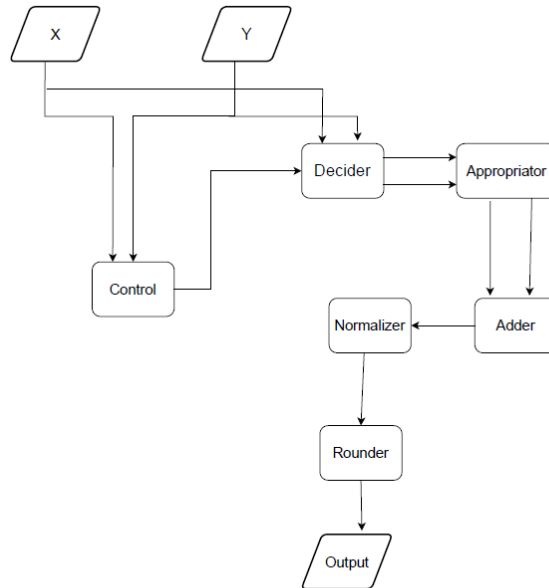 X
Y
Decider
Appropriator
Control
Normalizer
Adder
Rounder
Output